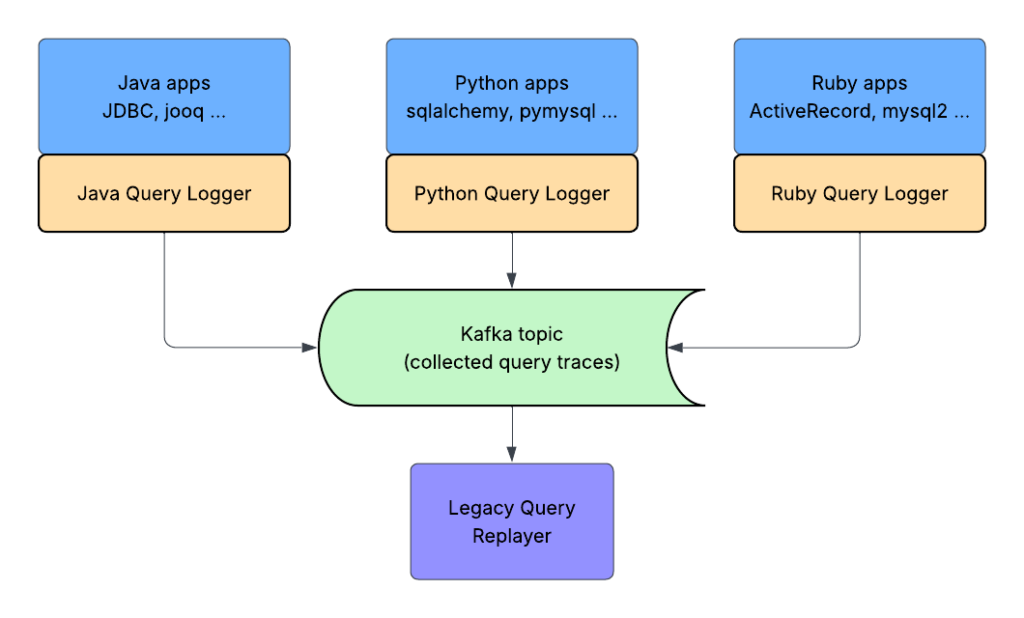 Java apps
JDBC, jooq ...
Python apps
sqlalchemy, pymysql ...
Ruby apps
ActiveRecord, mysql2 ...
Java Query Logger
Python Query Logger
Ruby Query Logger
Kafka topic
(collected query traces)
Legacy Query
Replayer